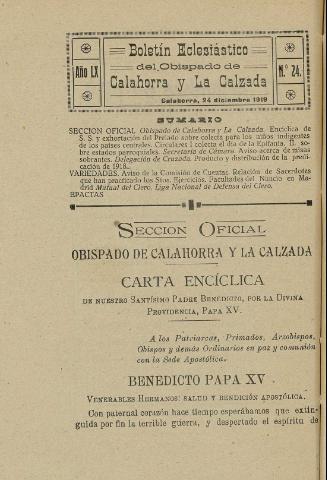 Boletín Eclesiástico
del Obispado de
Calahorra y La Calzada
Año LX
N.º 24.
Calahorra, 24 diciembre 1919
SUMARIO
SECCION OFICIAL Obispado de Calahorra y La Calzada. Encíclica de
S. S. y exhortación del Prelado sobre colecta para los niños indigentes
de los países centrales. Circulares I colecta el día de la Epifanía. II. so-
bre estados parroquiales. Secretaría de Cámara. Aviso acerca de misas
sobrantes. Delegación de Cruzada. Producto y distribución de la predi-
cación de 1918.
VARIEDADES. Aviso de la Comisión de Cuentas. Relación de Sacerdotes
que han practicado los Stos. Ejercicios. Facultades del Nuncio en Ma-
drid Mutual del Clero. Liga Nacional de Defensa del Clero.
EPACTAS
SECCION OFICIAL
OBISPADO DE CALAHORRA Y LA CALZADA
CARTA ENCÍCLICA
DE NUESTRO SANTÍSIMO PADRE BENEDICTO, POR LA DIVINA
PROVIDENCIA, PAPA XV.
A los Patriarcas, Primados, Arzobispos,
Obispos y demás Ordinarios en paz y comunión
con la Sede Apostólica.
BENEDICTO PAPA XV
VENERABLES HERMANOS: SALUD Y BENDICIÓN APOSTÓLICA.
Con paternal corazón hace tiempo esperábamos que extin-
guida por fin la terrible guerra, y despertado el espíritu de